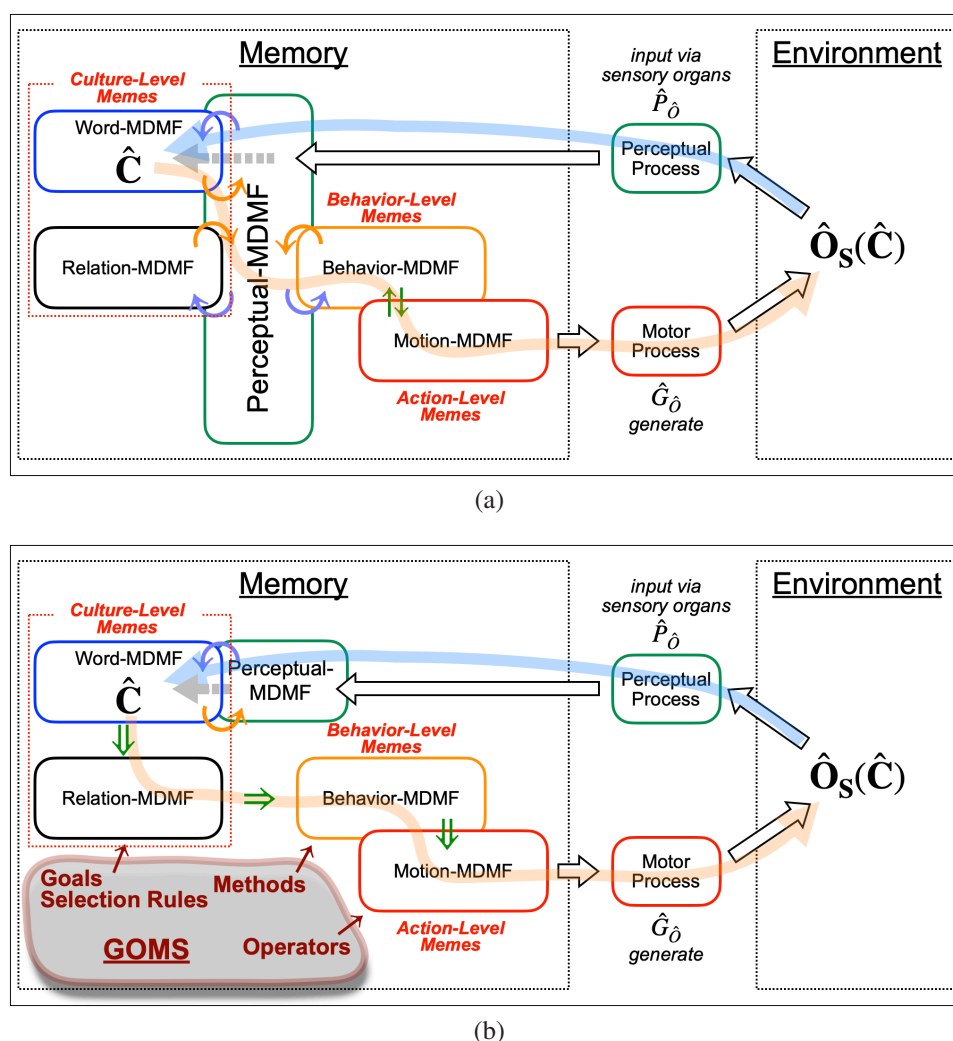 Memory
Environment
input via
sensory organs
P̂_Ô
Culture-Level
Memes
Word-MDMF
Ĉ
Perceptual
Process
Perceptual-MDMF
Behavior-Level
Memes
Relation-MDMF
Behavior-MDMF
Ô_S(Ĉ)
Motion-MDMF
Motor
Process
Action-Level
Memes
Ĝ_Ô
generate
(a)
Memory
Environment
input via
sensory organs
P̂_Ô
Culture-Level
Memes
Word-MDMF
Ĉ
Perceptual-
MDMF
Perceptual
Process
Behavior-Level
Memes
Relation-MDMF
Behavior-MDMF
Ô_S(Ĉ)
Motion-MDMF
Motor
Process
Goals
Selection Rules
Methods
GOMS
Operators
Action-Level
Memes
Ĝ_Ô
generate
(b)